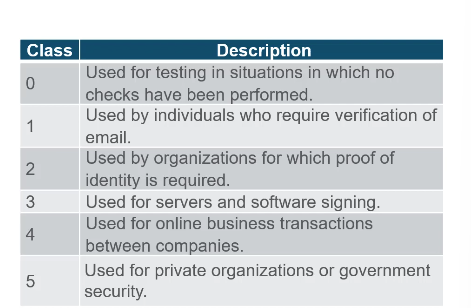 Class Description
0 Used for testing in situations in which no
checks have been performed.
1 Used by individuals who require verification of
email.
2 Used by organizations for which proof of
identity is required.
3 Used for servers and software signing.
4 Used for online business transactions
between companies.
5 Used for private organizations or government
security.